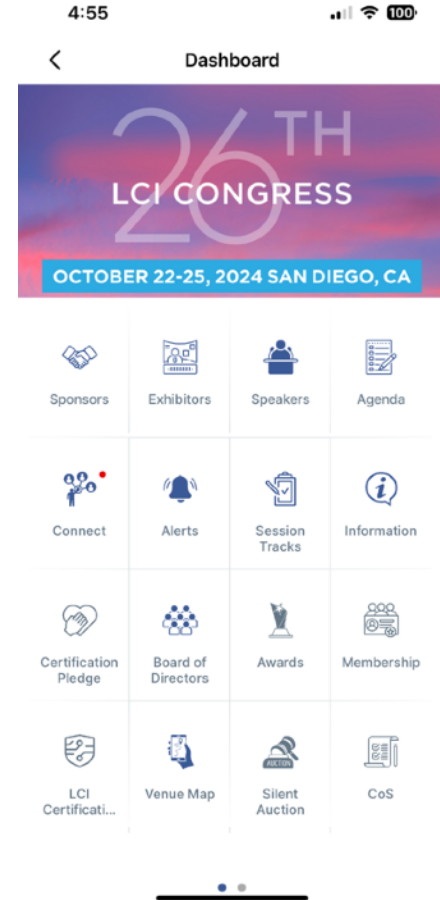 4:55
100
Dashboard
26TH
LCI CONGRESS
OCTOBER 22-25, 2024 SAN DIEGO, CA
Sponsors
Exhibitors
Speakers
Agenda
Connect
Alerts
Session
Tracks
Information
Certification
Pledge
Board of
Directors
Awards
Membership
LCI
Certificati...
Venue Map
AUCTION
Silent
Auction
CoS